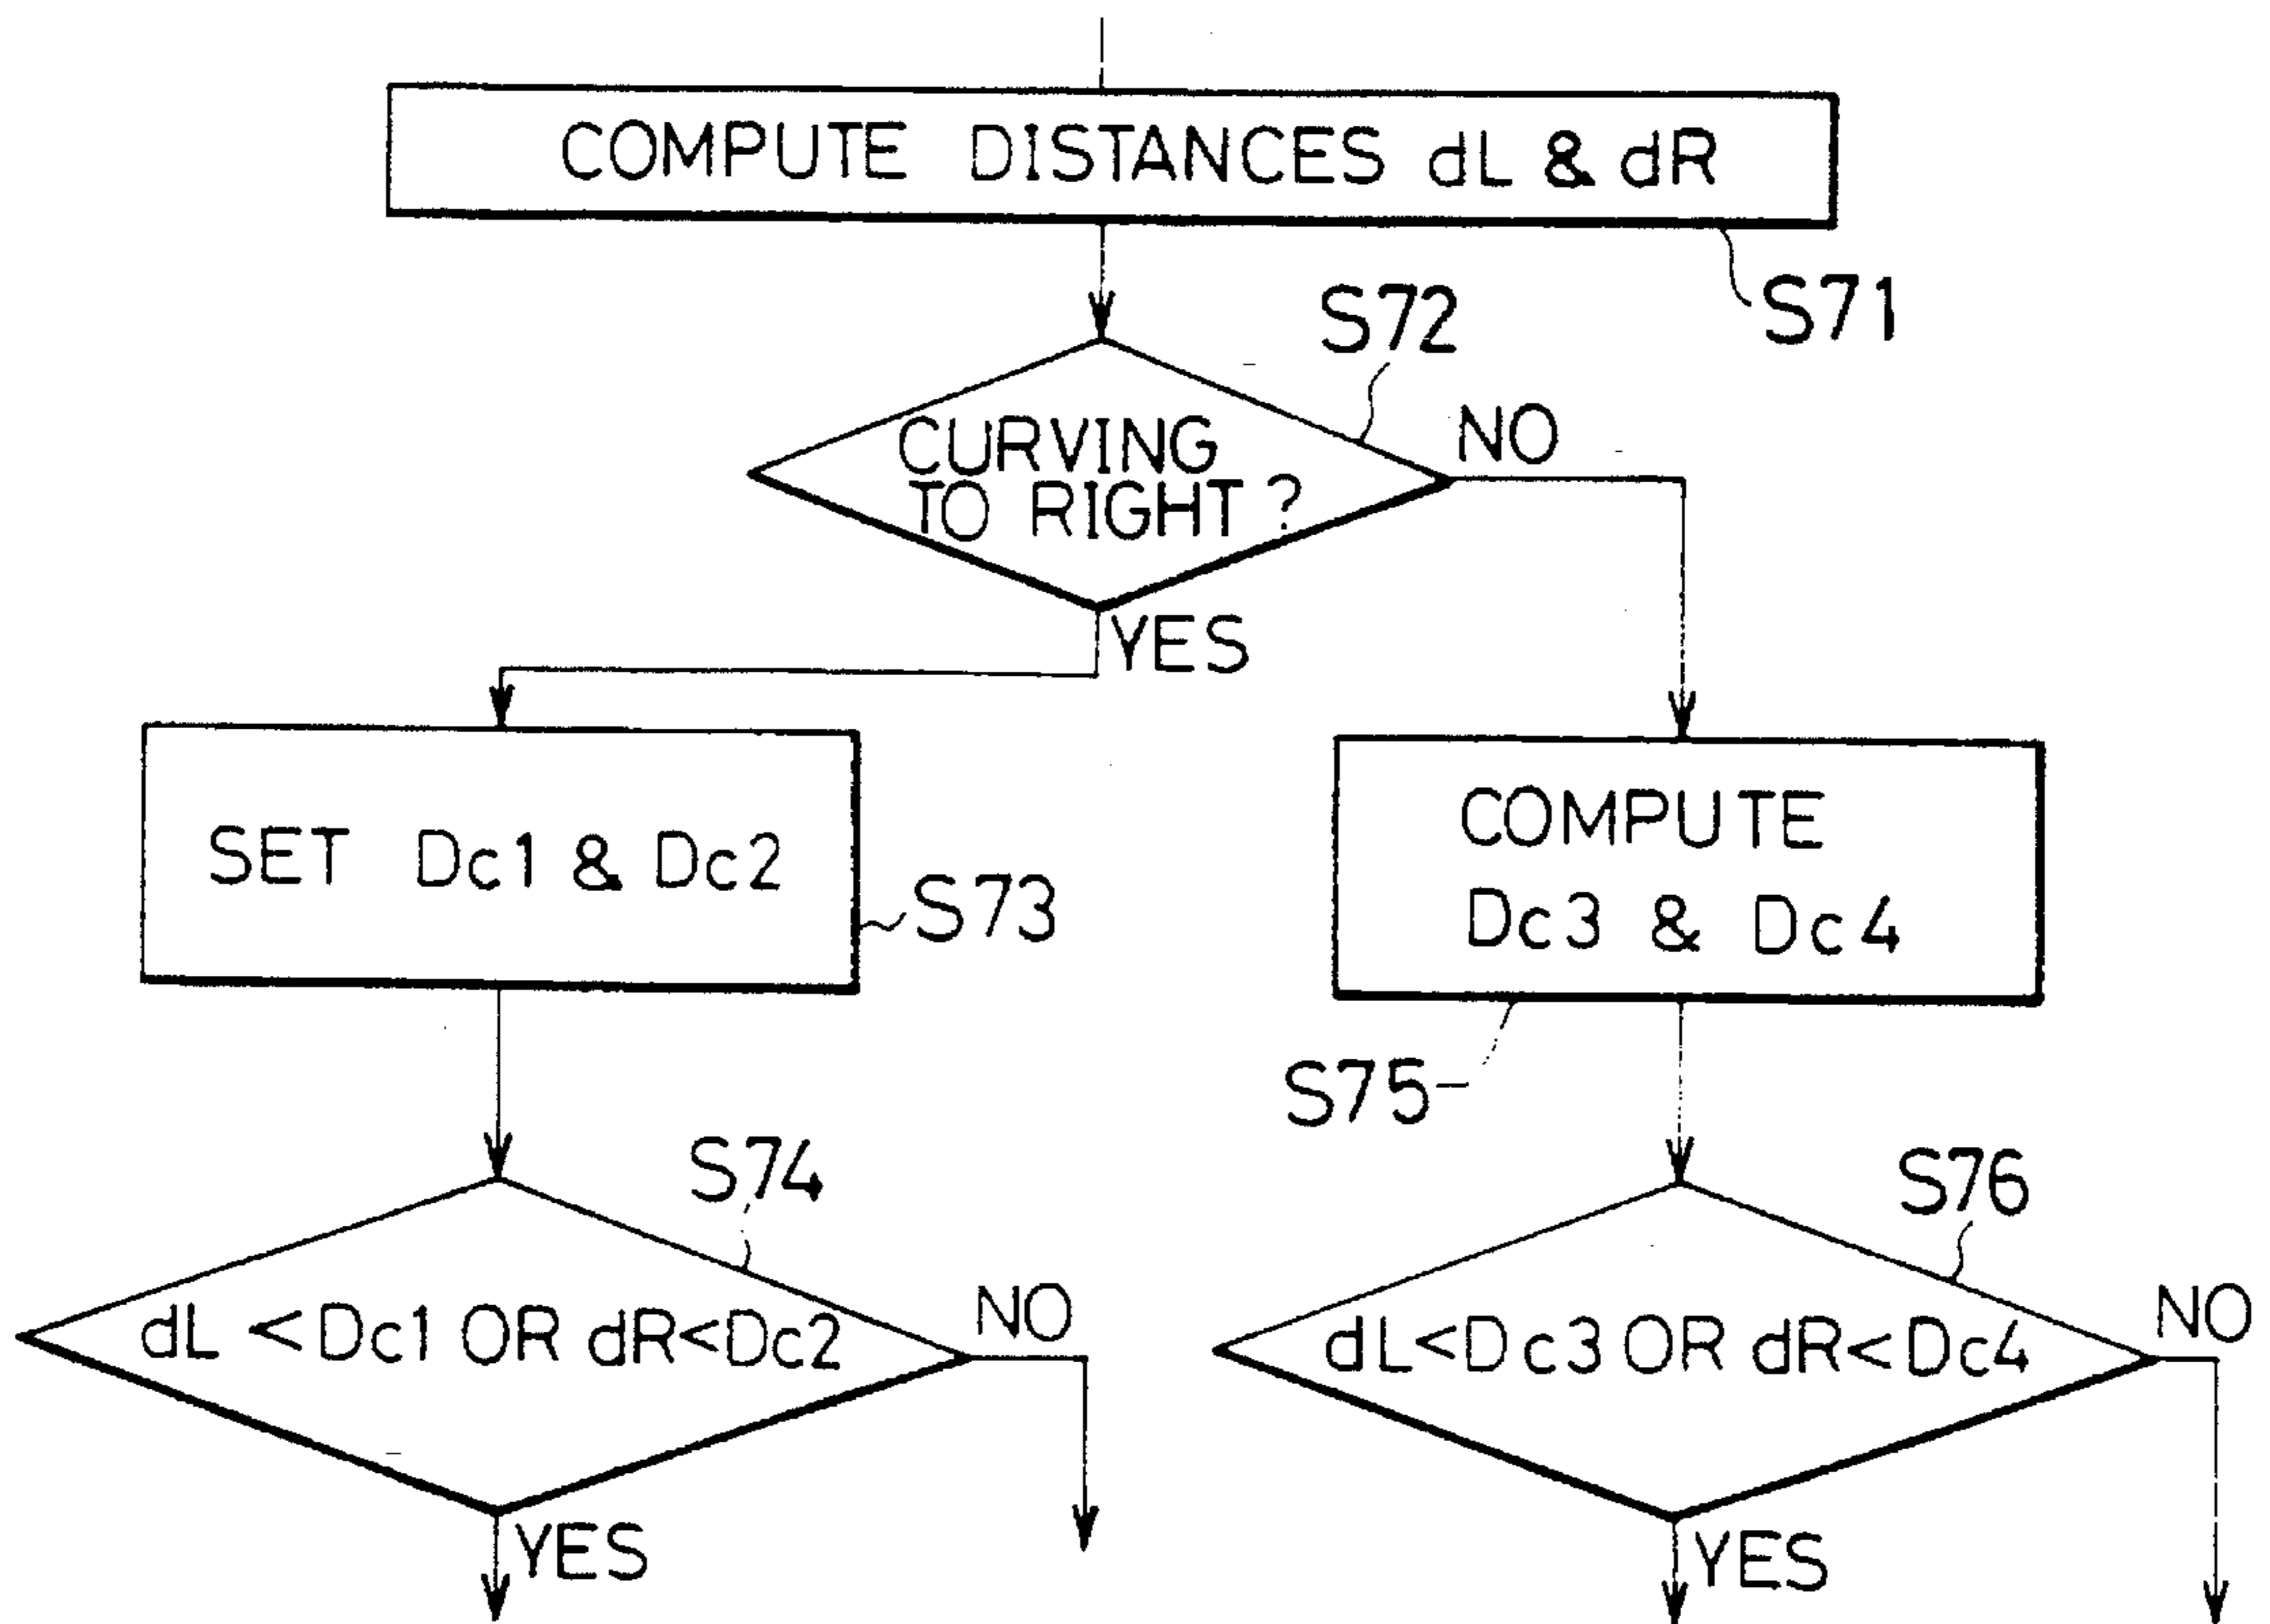 COMPUTE DISTANCES dL & dR
S71
S72
CURVING
TO RIGHT ?
NO
YES
SET Dc1 & Dc2
S73
COMPUTE
Dc3 & Dc4
S75
S74
dL <Dc1 OR dR<Dc2
NO
YES
S76
dL<Dc3 OR dR<Dc4
NO
YES